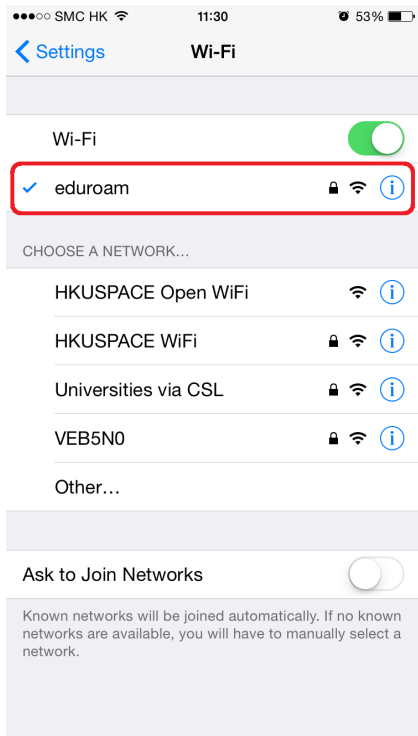 SMC HK 11:30 53%
Settings Wi-Fi
Wi-Fi
eduroam
CHOOSE A NETWORK...
HKUSPACE Open WiFi
HKUSPACE WiFi
Universities via CSL
VEB5N0
Other...
Ask to Join Networks
Known networks will be joined automatically. If no known
networks are available, you will have to manually select a
network.